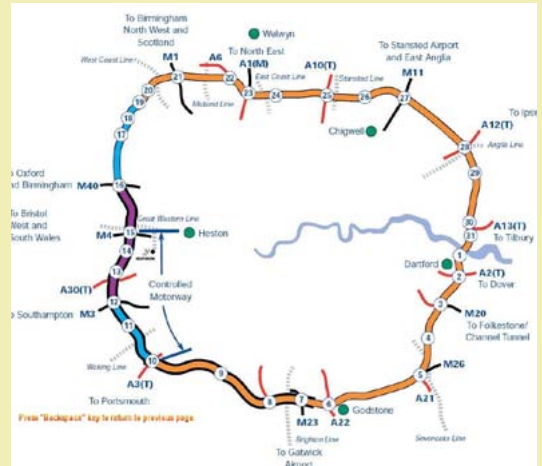 To Birmingham
North West and
Scotland
Welwyn
West Coast Line
M1
A6
To North East
A1(M)
East Coast Line
A10(T)
Stansted Line
To Stansted Airport
and East Anglia
M11
Midland Line
21
22
23
24
25
26
27
20
19
18
17
16
Chigwell
A12(T)
To Ips
Anglia Line
28
29
Oxford
nd Birmingham
M40
To Bristol
West and
South Wales
Great Western Line
M4
15
Heston
14
13
A30(T)
Controlled
Motorway
30
31
A13(T)
To Tilbury
1
Dartford
2
A2(T)
To Dover
12
M3
Southampton
11
3
M20
To Folkestone/
Channel Tunnel
4
Woking Line
10
A3(T)
To Portsmouth
9
8
7
6
5
M26
A21
M23
A22
Godstone
Brighton Line
Sevenoaks Line
To Gatwick
Airport
Press "Backspace" key to return to previous page